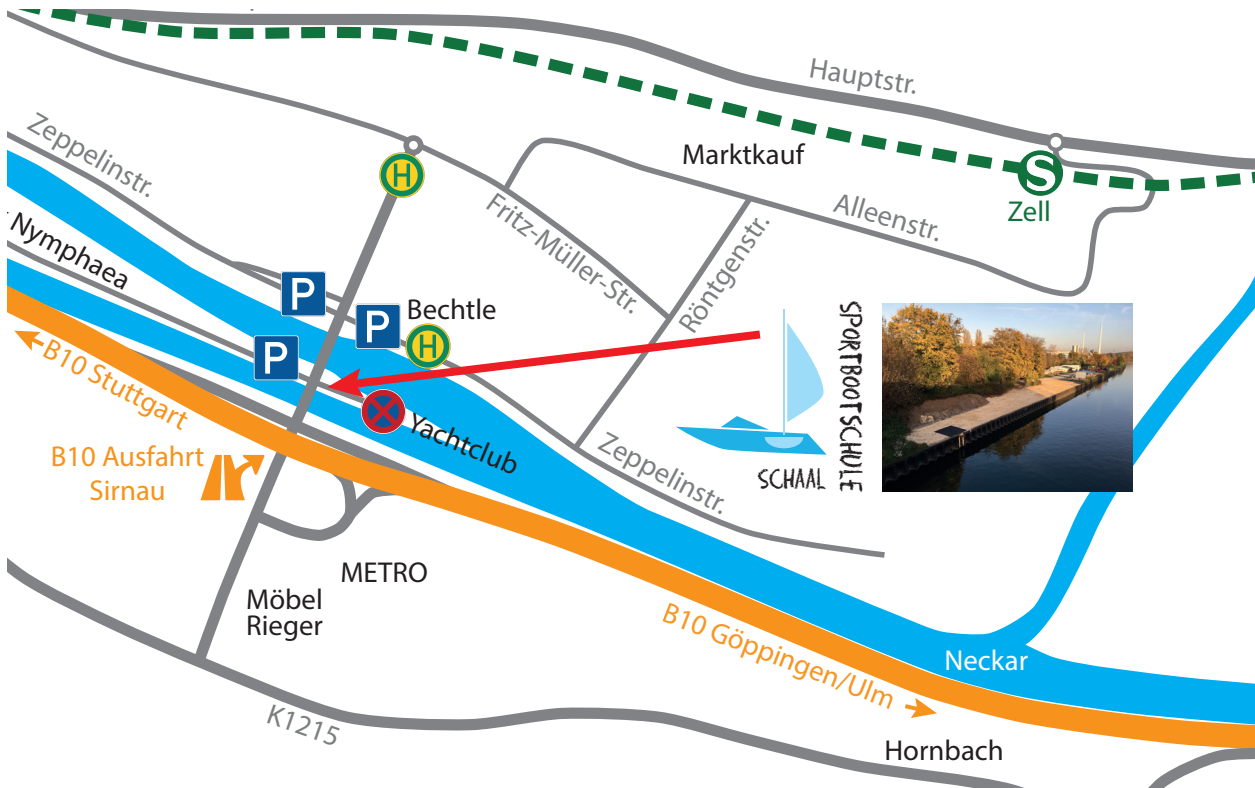 Hauptstr.
Marktkauf
Zeppelinstr.
H
S
Zell
Alleenstr.
Fritz-Müller-Str.
Röntgenstr.
Nymphaea
P
P
Bechtle
H
P
B10 Stuttgart
Yachtclub
B10 Ausfahrt
Sirnau
Zeppelinstr.
SCHAAL
SPORTBOOTSCHULE
METRO
Möbel
Rieger
B10 Göppingen/Ulm
Neckar
K1215
Hornbach